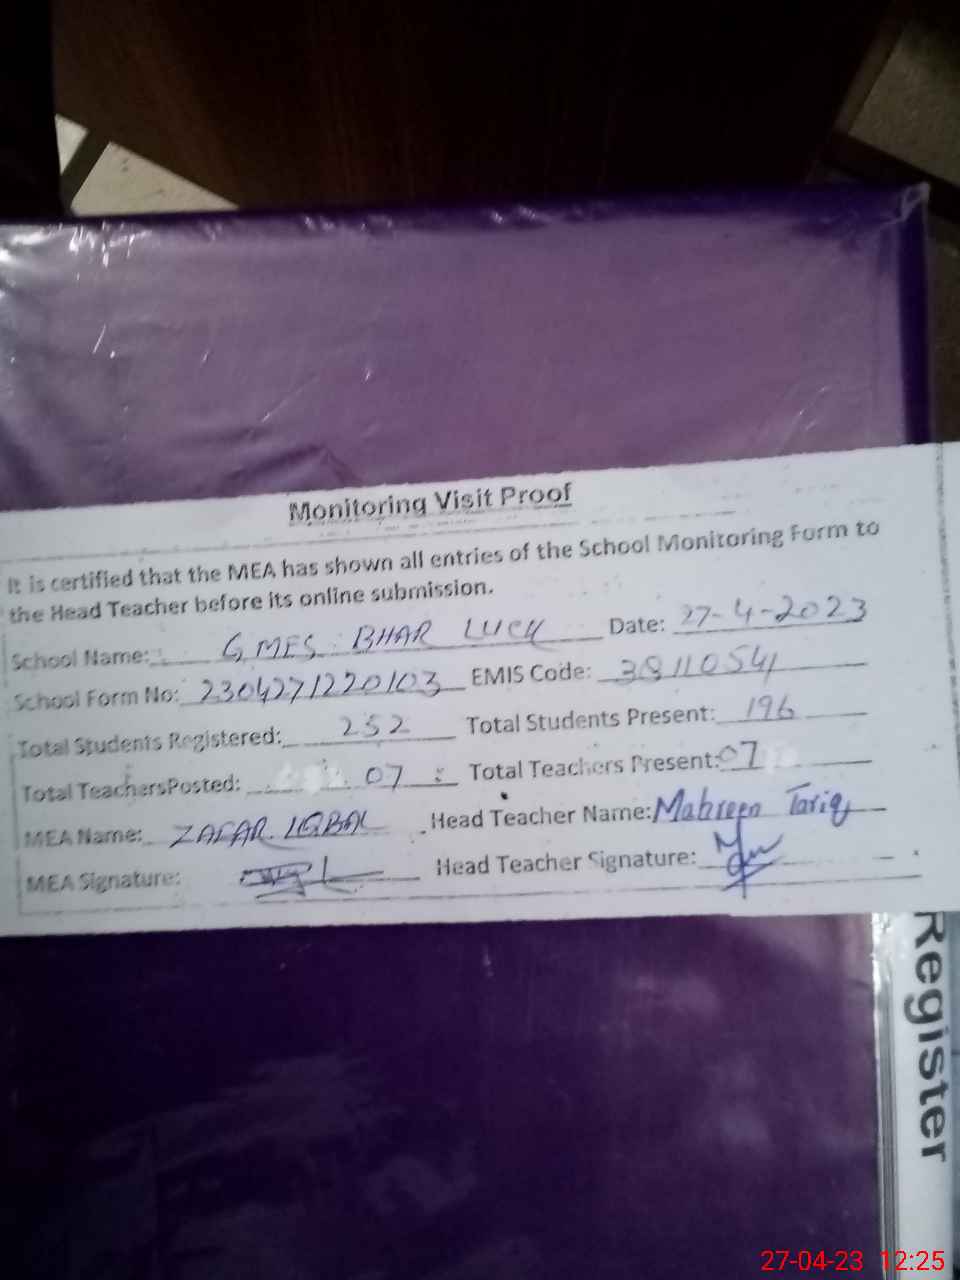 Monitoring Visit Proof
It is certified that the MEA has shown all entries of the School Monitoring Form to
the Head Teacher before its online submission.
School Name: GMES BHAR LUCK Date: 27-4-2023
School Form No: 2304271220103 EMIS Code: 38110541
Total Students Registered: 252 Total Students Present: 196
Total TeachersPosted: 07 Total Teachers Present: 07
MEA Name: ZAFAR IQBAL Head Teacher Name: Mahreen Tariq
MEA Signature: Head Teacher Signature:
Register
27-04-23 12:25